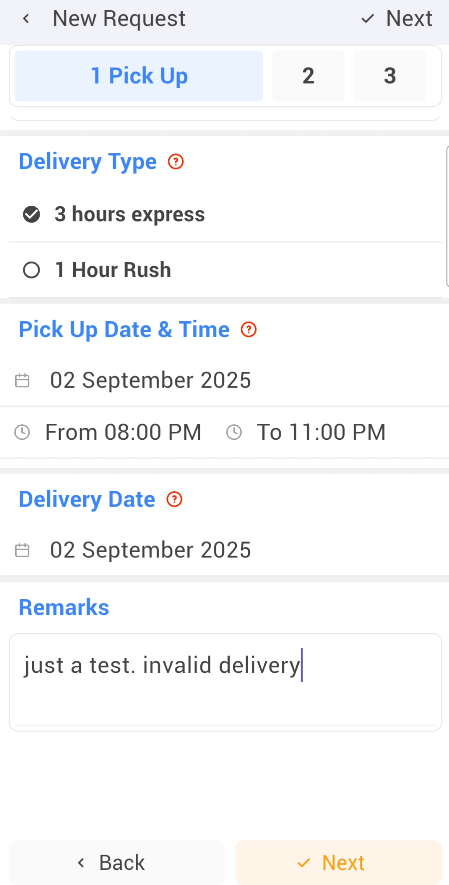 New Request Next
1 Pick Up 2 3
Delivery Type ?
3 hours express
1 Hour Rush
Pick Up Date & Time ?
02 September 2025
From 08:00 PM To 11:00 PM
Delivery Date ?
02 September 2025
Remarks
just a test. invalid delivery
Back Next